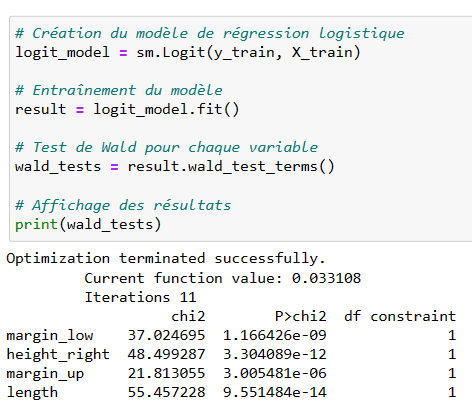 # Création du modèle de régression logistique
logit_model = sm.Logit(y_train, X_train)
# Entraînement du modèle
result = logit_model.fit()
# Test de Wald pour chaque variable
wald_tests = result.wald_test_terms()
# Affichage des résultats
print(wald_tests)
Optimization terminated successfully.
Current function value: 0.033108
Iterations 11
chi2 P>chi2 df constraint
margin_low 37.024695 1.166426e-09 1
height_right 48.499287 3.304089e-12 1
margin_up 21.813055 3.005481e-06 1
length 55.457228 9.551484e-14 1